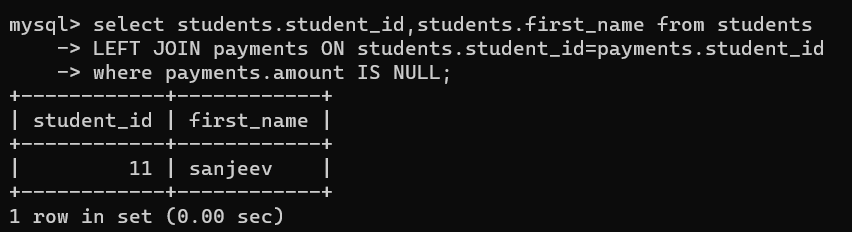 mysql> select students.student_id,students.first_name from students
    -> LEFT JOIN payments ON students.student_id=payments.student_id
    -> where payments.amount IS NULL;
+------------+------------+
| student_id | first_name |
+------------+------------+
|         11 | sanjeev    |
+------------+------------+
1 row in set (0.00 sec)